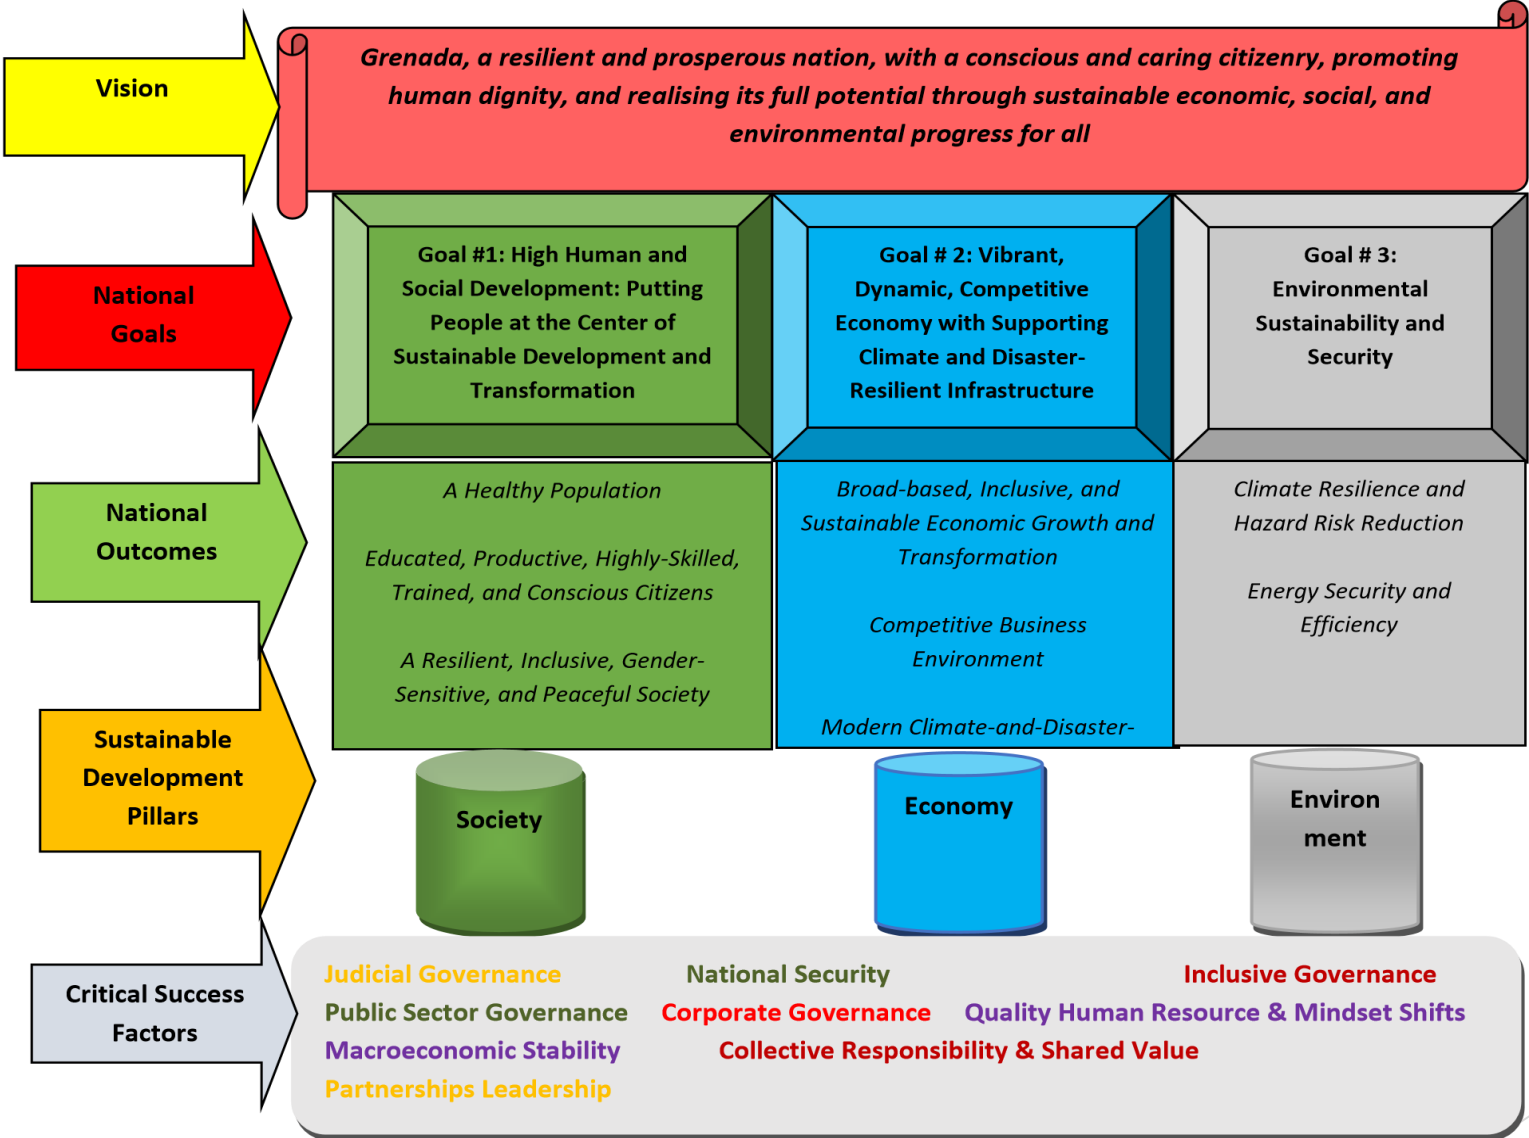 Vision
Grenada, a resilient and prosperous nation, with a conscious and caring citizenry, promoting
human dignity, and realising its full potential through sustainable economic, social, and
environmental progress for all
National
Goals
Goal #1: High Human and
Social Development: Putting
People at the Center of
Sustainable Development and
Transformation
Goal # 2: Vibrant,
Dynamic, Competitive
Economy with Supporting
Climate and Disaster-
Resilient Infrastructure
Goal # 3:
Environmental
Sustainability and
Security
National
Outcomes
A Healthy Population
Educated, Productive, Highly-Skilled,
Trained, and Conscious Citizens
A Resilient, Inclusive, Gender-
Sensitive, and Peaceful Society
Broad-based, Inclusive, and
Sustainable Economic Growth and
Transformation
Competitive Business
Environment
Modern Climate-and-Disaster-
Climate Resilience and
Hazard Risk Reduction
Energy Security and
Efficiency
Sustainable
Development
Pillars
Society
Economy
Environ
ment
Critical Success
Factors
Judicial Governance National Security Inclusive Governance
Public Sector Governance Corporate Governance Quality Human Resource & Mindset Shifts
Macroeconomic Stability Collective Responsibility & Shared Value
Partnerships Leadership